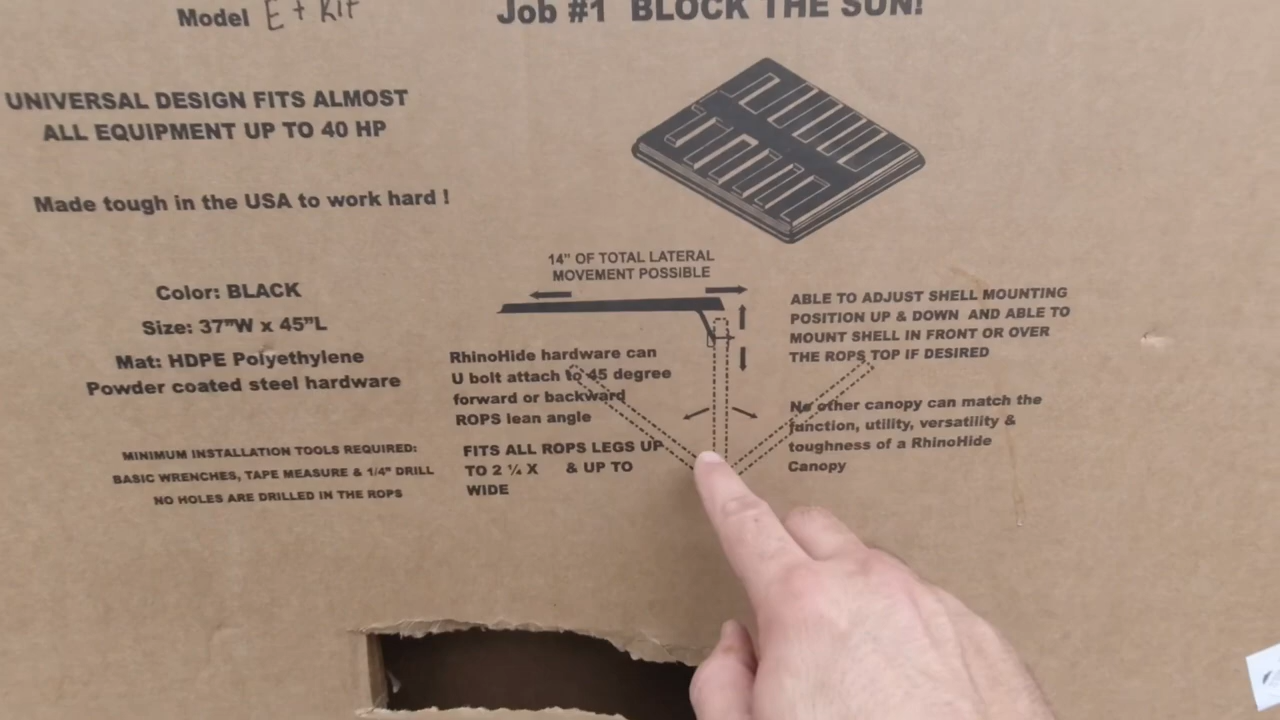 Model E + Kit
Job #1 BLOCK THE SUN!
UNIVERSAL DESIGN FITS ALMOST
ALL EQUIPMENT UP TO 40 HP
Made tough in the USA to work hard !
Color: BLACK
Size: 37"W x 45"L
Mat: HDPE Polyethylene
Powder coated steel hardware
MINIMUM INSTALLATION TOOLS REQUIRED:
BASIC WRENCHES, TAPE MEASURE & 1/4" DRILL
NO HOLES ARE DRILLED IN THE ROPS
14" OF TOTAL LATERAL
MOVEMENT POSSIBLE
RhinoHide hardware can
U bolt attach to 45 degree
forward or backward
ROPS lean angle
FITS ALL ROPS LEGS UP
TO 2 ¼ X & UP TO
WIDE
ABLE TO ADJUST SHELL MOUNTING
POSITION UP & DOWN AND ABLE TO
MOUNT SHELL IN FRONT OR OVER
THE ROPS TOP IF DESIRED
No other canopy can match the
function, utility, versatility &
toughness of a RhinoHide
Canopy